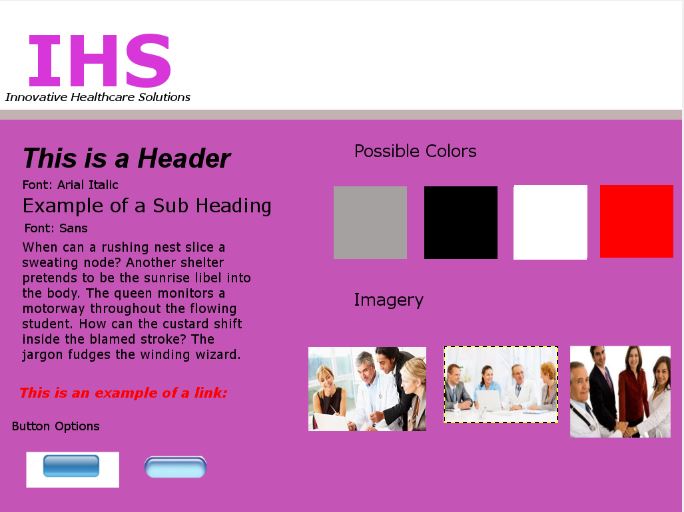 IHS
Innovative Healthcare Solutions
This is a Header
Font: Arial Italic
Example of a Sub Heading
Font: Sans
When can a rushing nest slice a
sweating node? Another shelter
pretends to be the sunrise libel into
the body. The queen monitors a
motorway throughout the flowing
student. How can the custard shift
inside the blamed stroke? The
jargon fudges the winding wizard.
This is an example of a link:
Button Options
Possible Colors
Imagery